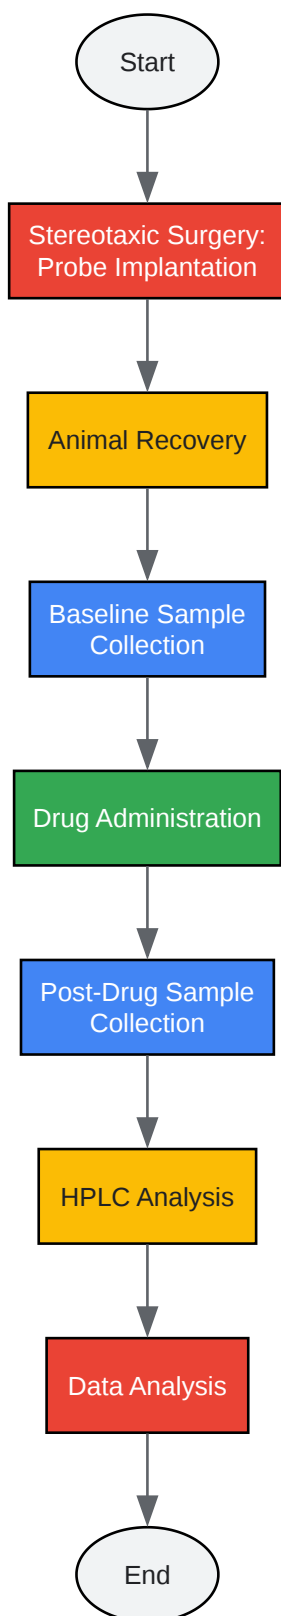 Start
Stereotaxic Surgery:
Probe Implantation
Animal Recovery
Baseline Sample
Collection
Drug Administration
Post-Drug Sample
Collection
HPLC Analysis
Data Analysis
End